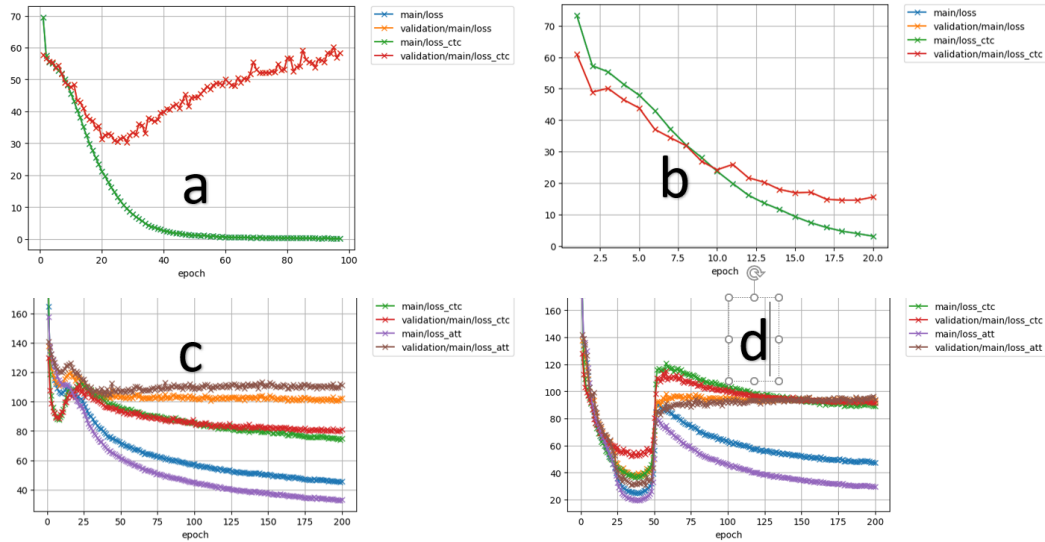 main/loss
validation/main/loss
main/loss_ctc
validation/main/loss_ctc
70
60
50
40
30
20
10
0
a
0
20
40
60
80
100
epoch
main/loss
validation/main/loss
main/loss_ctc
validation/main/loss_ctc
70
60
50
40
30
20
10
0
b
2.5
5.0
7.5
10.0
12.5
15.0
17.5
20.0
epoch
main/loss_ctc
validation/main/loss_ctc
main/loss_att
validation/main/loss_att
160
140
120
100
80
60
40
c
0
25
50
75
100
125
150
175
200
epoch
main/loss_ctc
validation/main/loss_ctc
main/loss_att
validation/main/loss_att
160
140
120
100
80
60
40
20
d
0
25
50
75
100
125
150
175
200
epoch